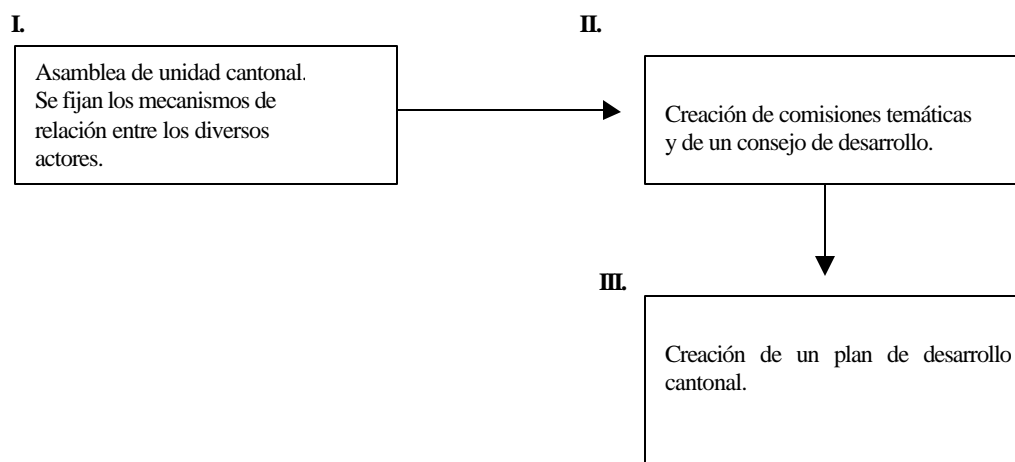 I.
Asamblea de unidad cantonal.
Se fijan los mecanismos de
relación entre los diversos
actores.
II.
Creación de comisiones temáticas
y de un consejo de desarrollo.
III.
Creación de un plan de desarrollo
cantonal.